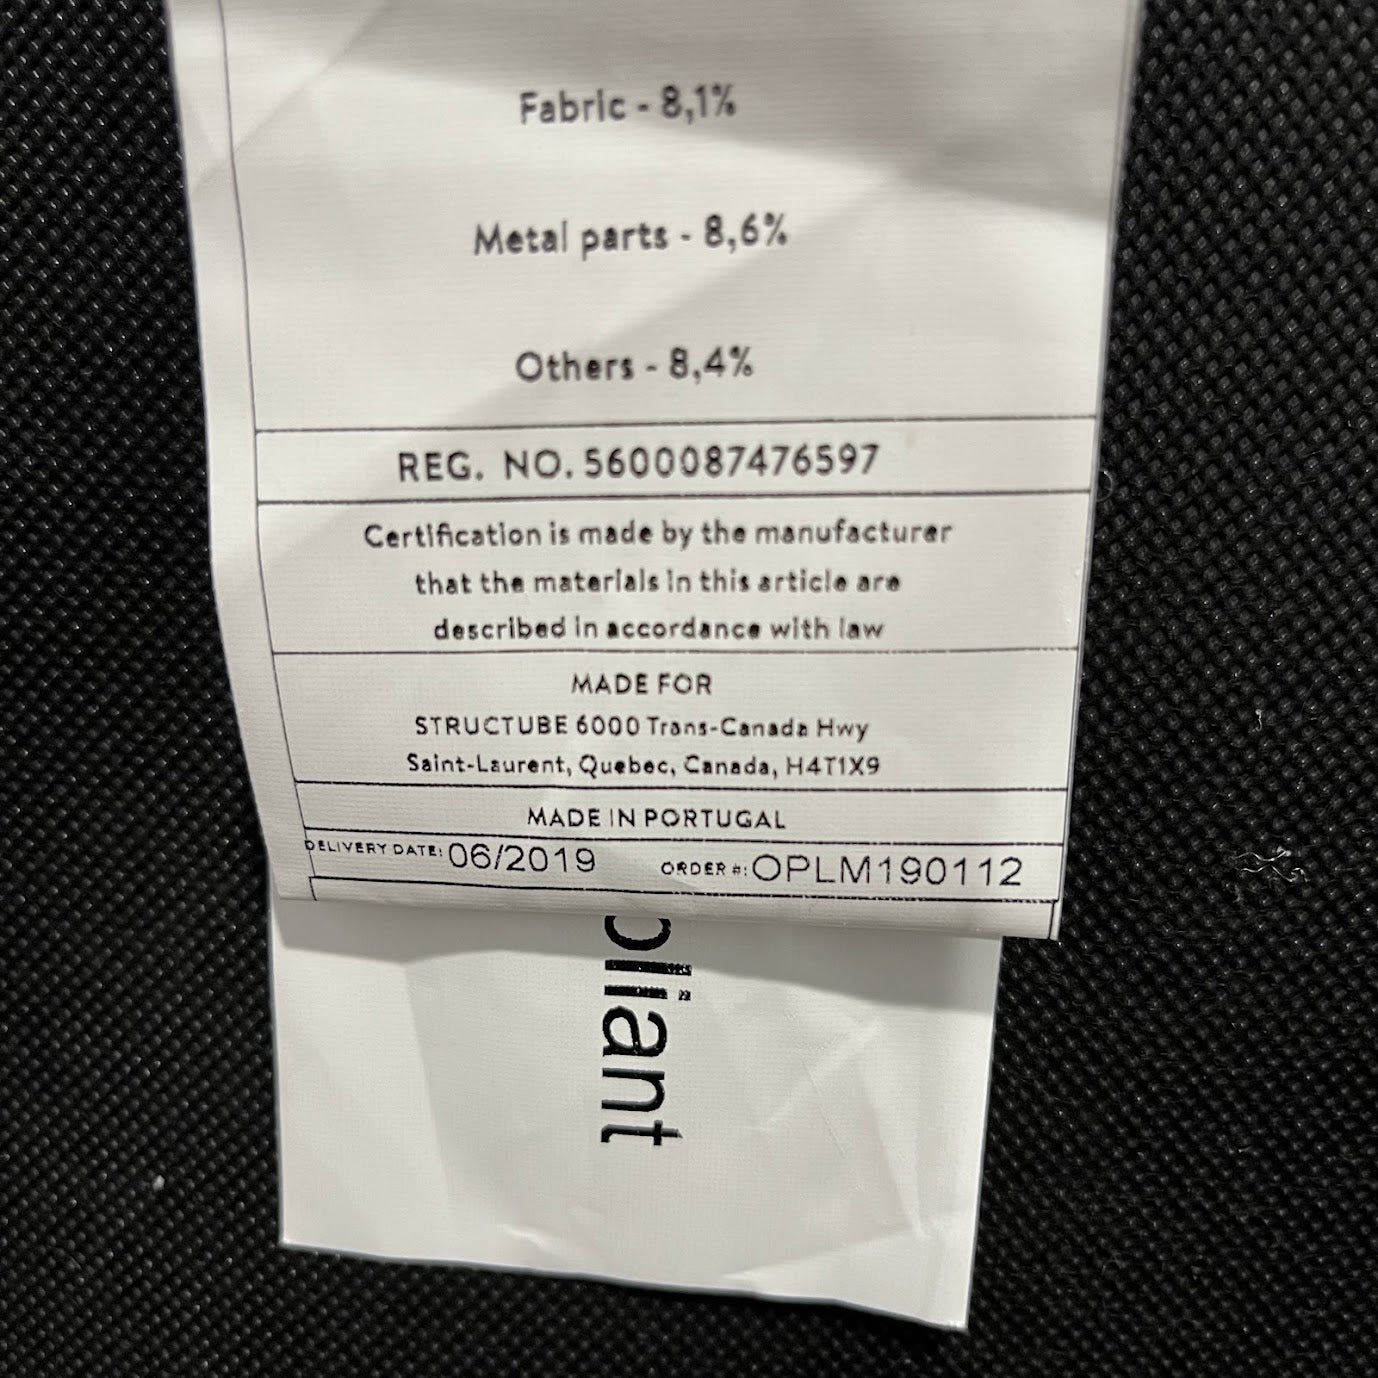 Fabric - 8,1%
Metal parts - 8,6%
Others - 8,4%
REG. NO. 5600087476597
Certification is made by the manufacturer
that the materials in this article are
described in accordance with law
MADE FOR
STRUCTUBE 6000 Trans-Canada Hwy
Saint-Laurent, Quebec, Canada, H4T1X9
MADE IN PORTUGAL
DELIVERY DATE: 06/2019 ORDER #: OPLM190112
pliant